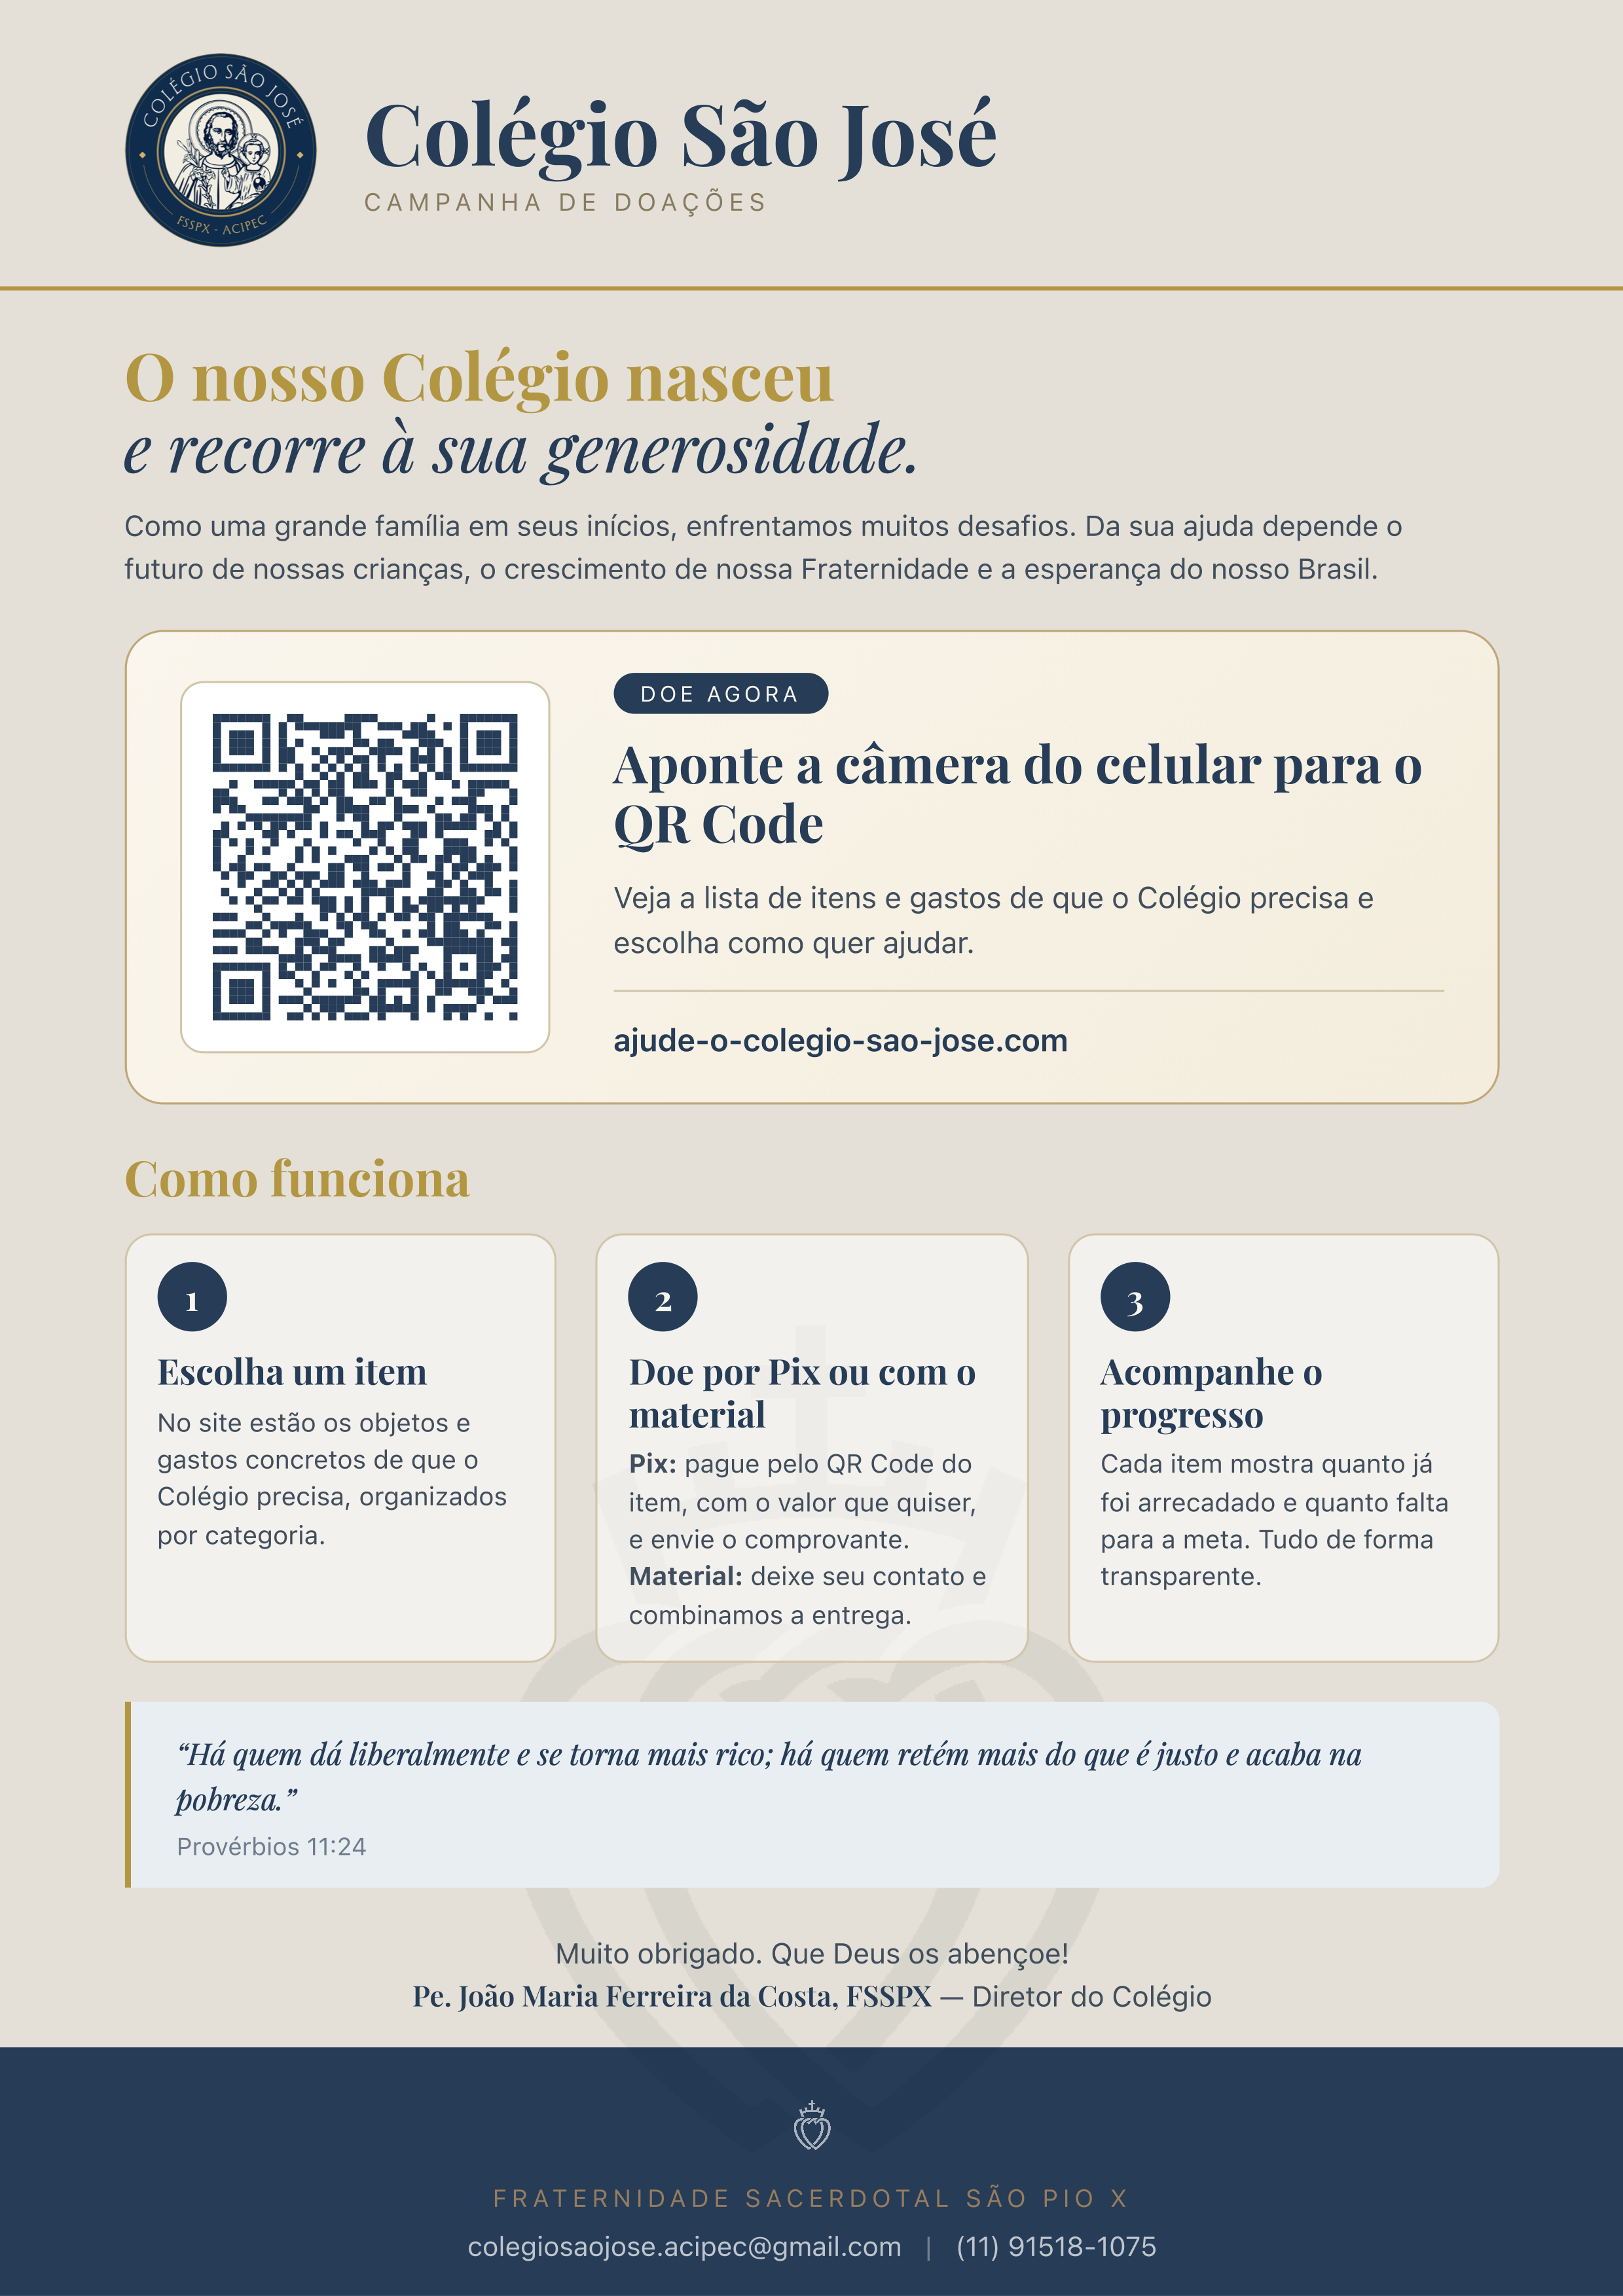 COLÉGIO SÃO JOSÉ
FSSPX - ACIPEC
Colégio São José
CAMPANHA DE DOAÇÕES
O nosso Colégio nasceu
e recorre à sua generosidade.
Como uma grande família em seus inícios, enfrentamos muitos desafios. Da sua ajuda depende o
futuro de nossas crianças, o crescimento de nossa Fraternidade e a esperança do nosso Brasil.
DOE AGORA
Aponte a câmera do celular para o
QR Code
Veja a lista de itens e gastos de que o Colégio precisa e
escolha como quer ajudar.
ajude-o-colegio-sao-jose.com
Como funciona
1
Escolha um item
No site estão os objetos e
gastos concretos de que o
Colégio precisa, organizados
por categoria.
2
Doe por Pix ou com o
material
Pix: pague pelo QR Code do
item, com o valor que quiser,
e envie o comprovante.
Material: deixe seu contato e
combinamos a entrega.
3
Acompanhe o
progresso
Cada item mostra quanto já
foi arrecadado e quanto falta
para a meta. Tudo de forma
transparente.
“Há quem dá liberalmente e se torna mais rico; há quem retém mais do que é justo e acaba na
pobreza.”
Provérbios 11:24
Muito obrigado. Que Deus os abençoe!
Pe. João Maria Ferreira da Costa, FSSPX — Diretor do Colégio
FRATERNIDADE SACERDOTAL SÃO PIO X
colegiosaojose.acipec@gmail.com | (11) 91518-1075